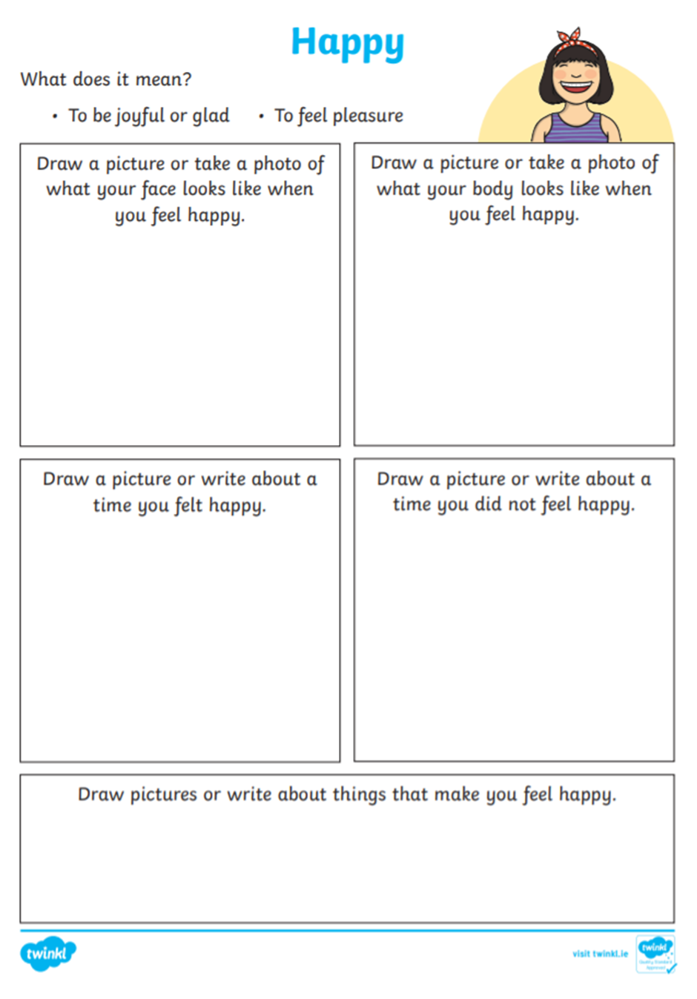 Happy
What does it mean?
• To be joyful or glad • To feel pleasure
Draw a picture or take a photo of
what your face looks like when
you feel happy.
Draw a picture or take a photo of
what your body looks like when
you feel happy.
Draw a picture or write about a
time you felt happy.
Draw a picture or write about a
time you did not feel happy.
Draw pictures or write about things that make you feel happy.
twinkl
visit twinkl.ie
twinkl
Quality Standard
Approved